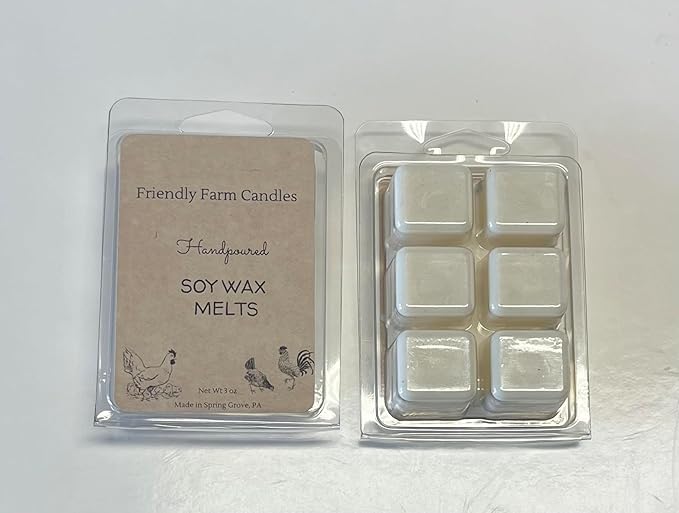 Friendly Farm Candles
Handpoured
SOY WAX
MELTS
Net Wt 3 oz
Made in Spring Grove, PA